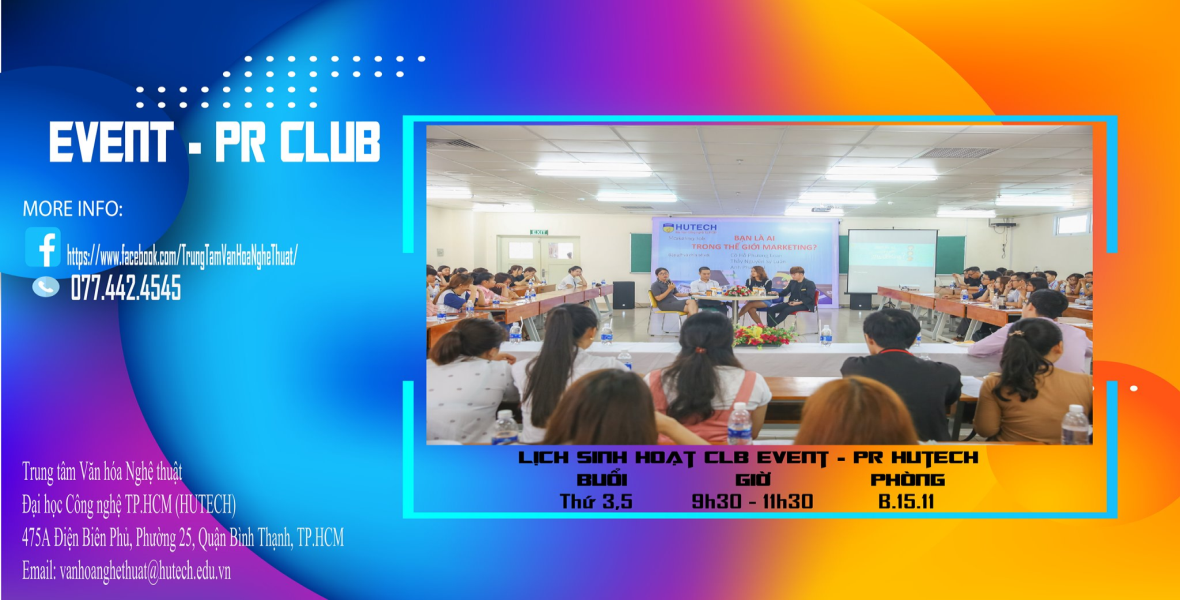 EVENT - PR CLUB
MORE INFO:
https://www.facebook.com/TrungTamVanHoaNgheThuat/
077.442.4545
Trung tâm Văn hóa Nghệ thuật
Đại học Công nghệ TP.HCM (HUTECH)
475A Điện Biên Phủ, Phường 25, Quận Bình Thạnh, TP.HCM
Email: vanhoanghethuat@hutech.edu.vn
EXIT
HUTECH
BẠN LÀ AI
TRONG THẾ GIỚI MARKETING?
LỊCH SINH HOẠT CLB EVENT - PR HUTECH
BUỔI GIỜ PHÒNG
Thứ 3,5 9h30 - 11h30 B.15.11